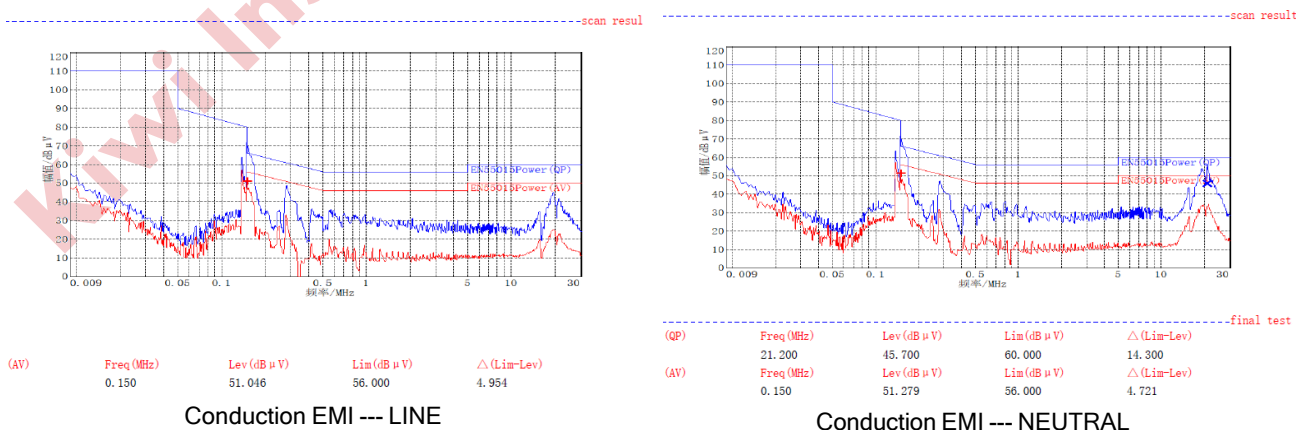 Kiwi Ins
scan resul
120
110
100
90
80
70
60
50
40
30
20
10
0
幅值/dBμV
EN55015Power(QP)
EN55015Power(AV)
0.009 0.05 0.1 0.5 1 5 10 30
频率/MHz
(AV) Freq(MHz) Lev(dBμV) Lim(dBμV) △(Lim-Lev)
0.150 51.046 56.000 4.954
Conduction EMI --- LINE
scan result
120
110
100
90
80
70
60
50
40
30
20
10
0
幅值/dBμV
EN55015Power(QP)
EN55015Power(
0.009 0.05 0.1 0.5 1 5 10 30
频率/MHz
final test
(QP) Freq(MHz) Lev(dBμV) Lim(dBμV) △(Lim-Lev)
21.200 45.700 60.000 14.300
(AV) Freq(MHz) Lev(dBμV) Lim(dBμV) △(Lim-Lev)
0.150 51.279 56.000 4.721
Conduction EMI --- NEUTRAL